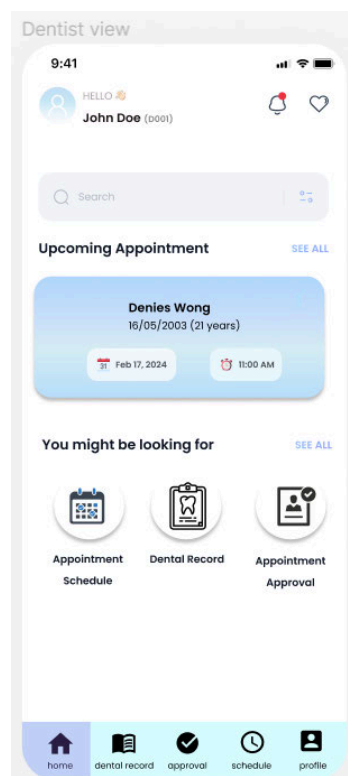 Dentist view
9:41
HELLO 👋
John Doe (D001)
Search
Upcoming Appointment SEE ALL
Denies Wong
16/05/2003 (21 years)
31 Feb 17, 2024 11:00 AM
You might be looking for SEE ALL
Appointment Schedule
Dental Record
Appointment Approval
home dental record approval schedule profile